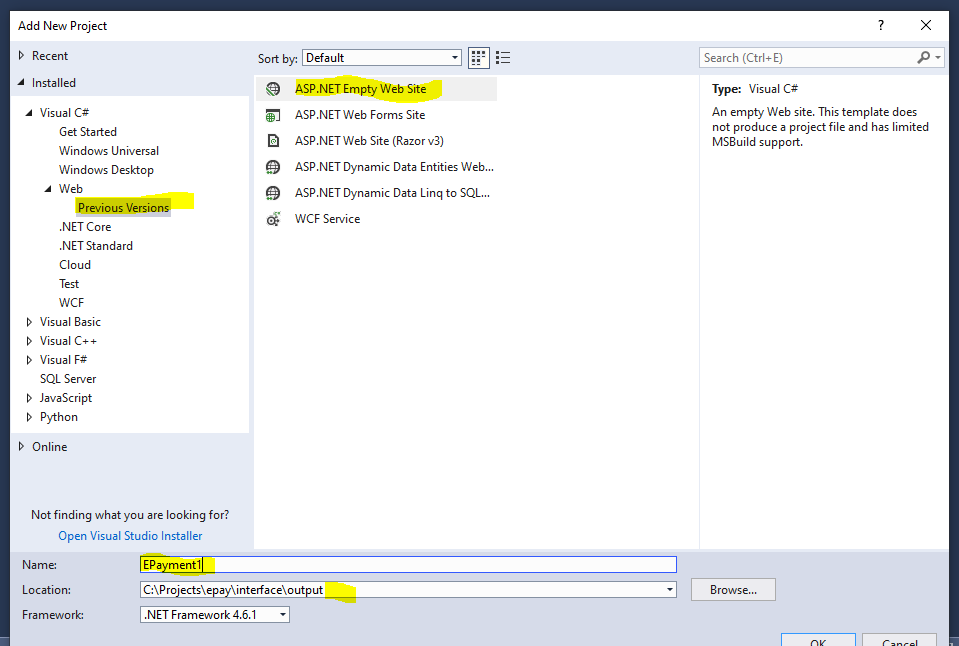 Add New Project
?
Recent
Installed
Visual C#
Get Started
Windows Universal
Windows Desktop
Web
Previous Versions
.NET Core
.NET Standard
Cloud
Test
WCF
Visual Basic
Visual C++
Visual F#
SQL Server
JavaScript
Python
Online
Not finding what you are looking for?
Open Visual Studio Installer
Sort by: Default
ASP.NET Empty Web Site
ASP.NET Web Forms Site
ASP.NET Web Site (Razor v3)
ASP.NET Dynamic Data Entities Web...
ASP.NET Dynamic Data Linq to SQL...
WCF Service
Search (Ctrl+E)
Type: Visual C#
An empty Web site. This template does
not produce a project file and has limited
MSBuild support.
Name: EPayment1
Location: C:\Projects\epay\interface\output
Browse...
Framework: .NET Framework 4.6.1
OK Cancel